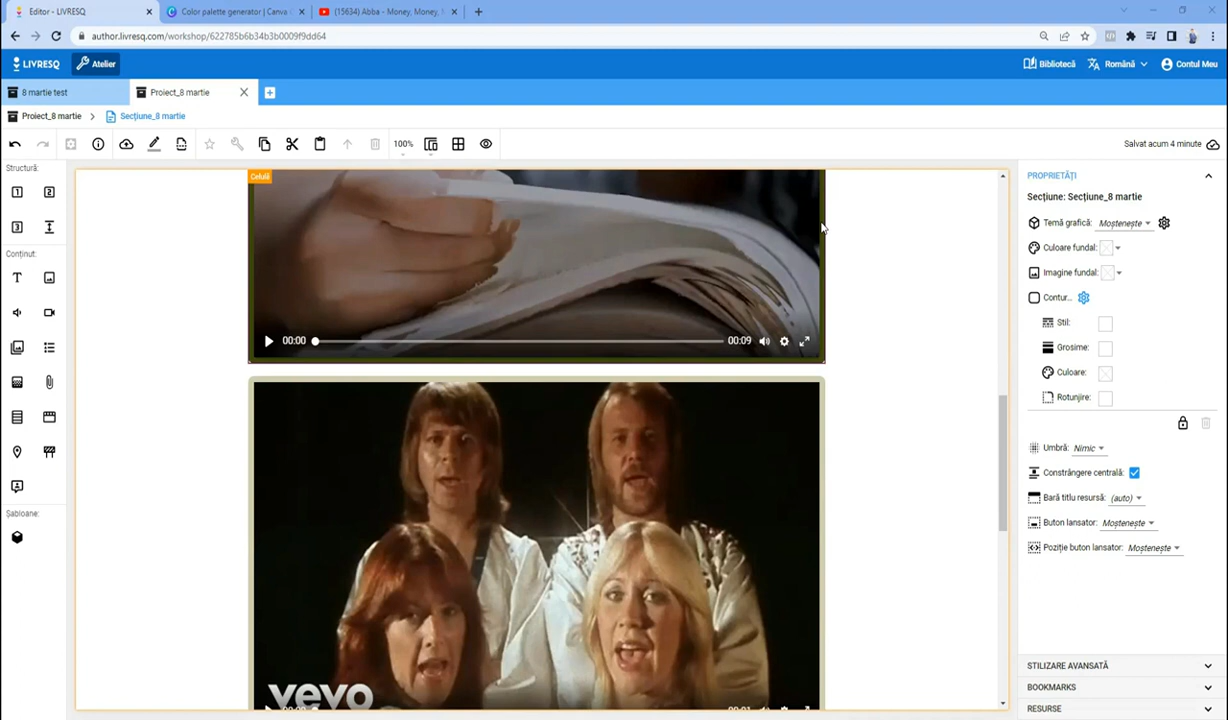 Editor - LIVRESQ
Color palette generator | Canva C
(15634) Abba - Money, Money,
author.livresq.com/workshop/622785b6b34b3b0009f9dd64
LIVRESQ
Atelier
Bibliotecă
Română
Contul Meu
8 martie test
Proiect_8 martie
Proiect_8 martie
Secțiune_8 martie
100%
Salvat acum 4 minute
Structură:
Conținut:
Șabloane:
Celulă
00:00
00:09
vevo
PROPRIETĂȚI
Secțiune: Secțiune_8 martie
Temă grafică: Moștenește
Culoare fundal:
Imagine fundal:
Contur...
Stil:
Grosime:
Culoare:
Rotunjire:
Umbră: Nimic
Constrângere centrală:
Bară titlu resursă: (auto)
Buton lansator: Moștenește
Poziție buton lansator: Moștenește
STILIZARE AVANSATĂ
BOOKMARKS
RESURSE